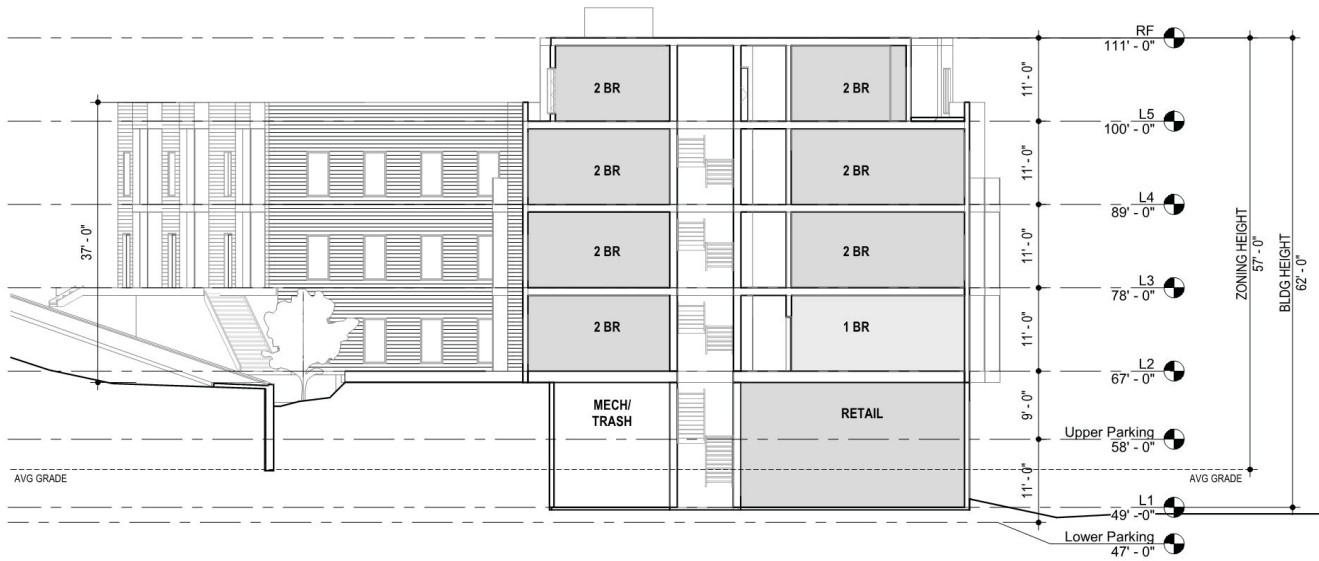 RF
111' - 0"
11' - 0"
2 BR
2 BR
L5
100' - 0"
11' - 0"
2 BR
2 BR
L4
89' - 0"
37' - 0"
11' - 0"
2 BR
2 BR
ZONING HEIGHT
57' - 0"
BLDG HEIGHT
62' - 0"
L3
78' - 0"
11' - 0"
2 BR
1 BR
L2
67' - 0"
9' - 0"
MECH/
TRASH
RETAIL
Upper Parking
58' - 0"
AVG GRADE
AVG GRADE
11' - 0"
L1
49' - 0"
Lower Parking
47' - 0"